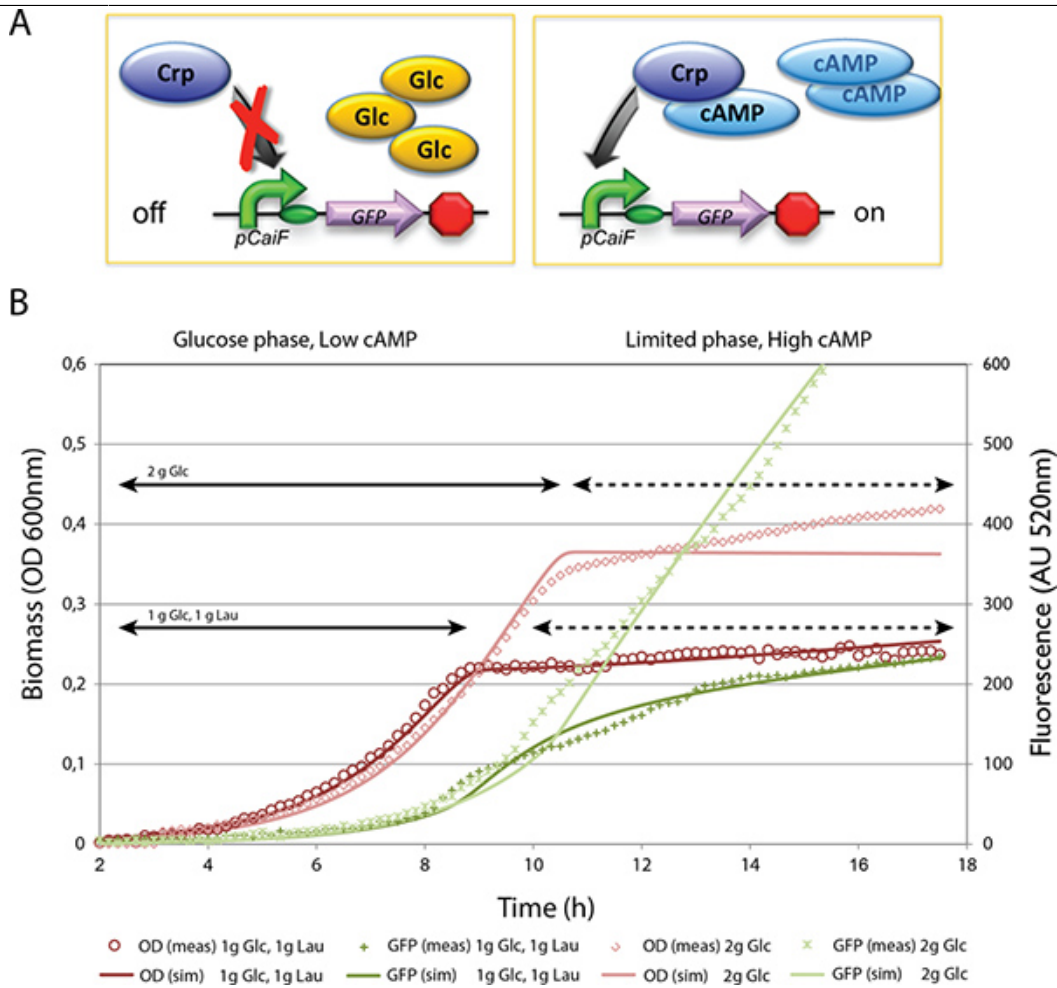 A
Crp
Glc
Glc
Glc
off
pCaiF
GFP
Crp
cAMP
cAMP
cAMP
pCaiF
GFP
on
B
Glucose phase, Low cAMP
Limited phase, High cAMP
Biomass (OD 600nm)
0,6
0,5
0,4
0,3
0,2
0,1
0
2 g Glc
1 g Glc, 1 g Lau
600
500
400
300
200
100
0
Fluorescence (AU 520nm)
2 4 6 8 10 12 14 16 18
Time (h)
OD (meas) 1g Glc, 1g Lau GFP (meas) 1g Glc, 1g Lau OD (meas) 2g Glc GFP (meas) 2g Glc
OD (sim) 1g Glc, 1g Lau GFP (sim) 1g Glc, 1g Lau OD (sim) 2g Glc GFP (sim) 2g Glc